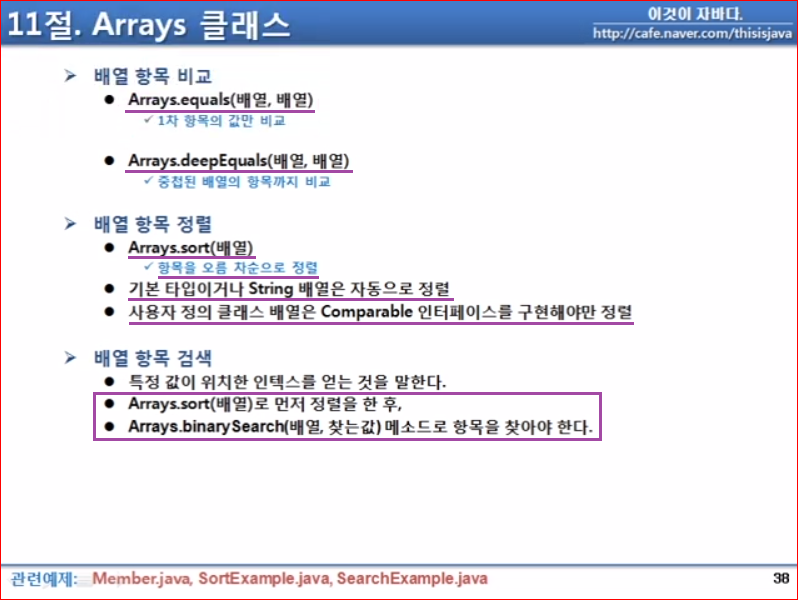 11절. Arrays 클래스
이것이 자바다.
http://cafe.naver.com/thisisjava
➤ 배열 항목 비교
● Arrays.equals(배열, 배열)
✓ 1차 항목의 값만 비교
● Arrays.deepEquals(배열, 배열)
✓ 중첩된 배열의 항목까지 비교
➤ 배열 항목 정렬
● Arrays.sort(배열)
✓ 항목을 오름 차순으로 정렬
● 기본 타입이거나 String 배열은 자동으로 정렬
● 사용자 정의 클래스 배열은 Comparable 인터페이스를 구현해야만 정렬
➤ 배열 항목 검색
● 특정 값이 위치한 인텍스를 얻는 것을 말한다.
● Arrays.sort(배열)로 먼저 정렬을 한 후,
● Arrays.binarySearch(배열, 찾는값) 메소드로 항목을 찾아야 한다.
관련예제: Member.java, SortExample.java, SearchExample.java
38